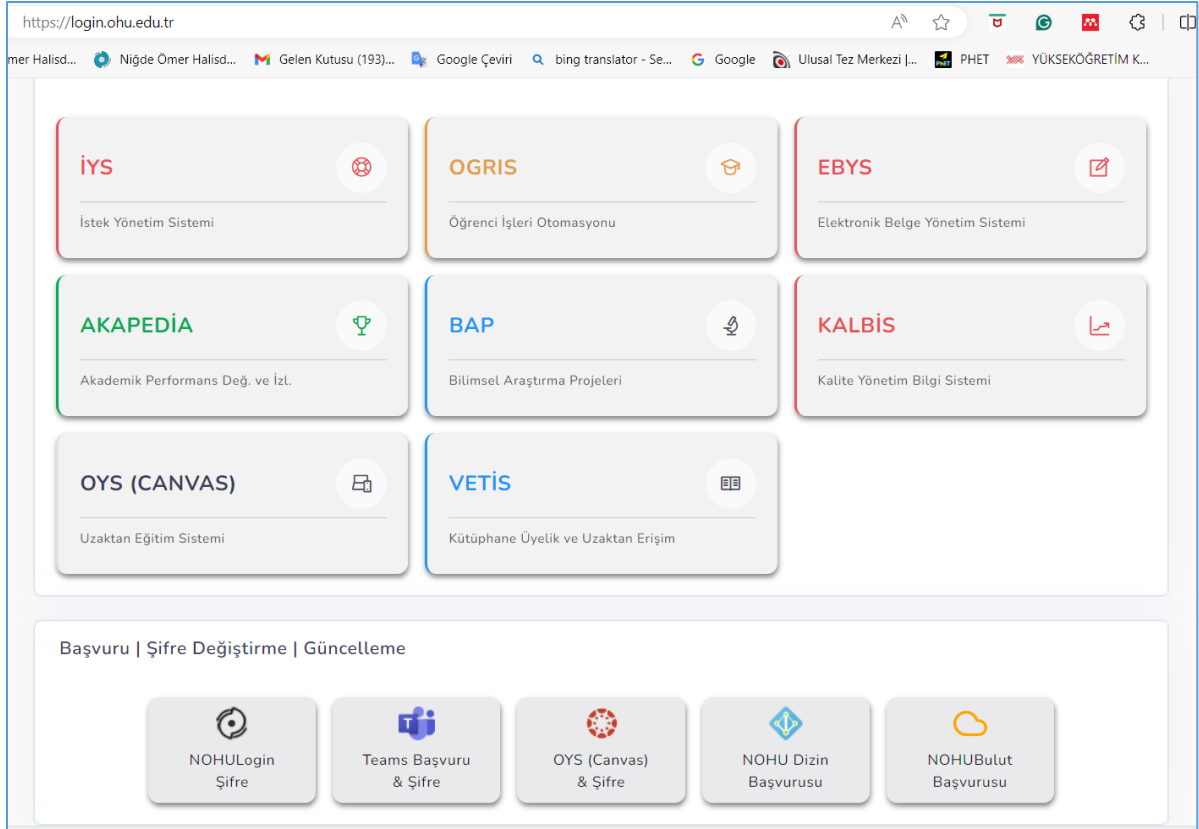 https://login.ohu.edu.tr
mer Halisd... Niğde Ömer Halisd... Gelen Kutusu (193)... Google Çeviri bing translator - Se... Google Ulusal Tez Merkezi |... PHET YÜKSEKÖĞRETİM K...
İYS
İstek Yönetim Sistemi
OGRIS
Öğrenci İşleri Otomasyonu
EBYS
Elektronik Belge Yönetim Sistemi
AKAPEDİA
Akademik Performans Değ. ve İzl.
BAP
Bilimsel Araştırma Projeleri
KALBİS
Kalite Yönetim Bilgi Sistemi
OYS (CANVAS)
Uzaktan Eğitim Sistemi
VETİS
Kütüphane Üyelik ve Uzaktan Erişim
Başvuru | Şifre Değiştirme | Güncelleme
NOHULogin
Şifre
Teams Başvuru
& Şifre
OYS (Canvas)
& Şifre
NOHU Dizin
Başvurusu
NOHUBulut
Başvurusu